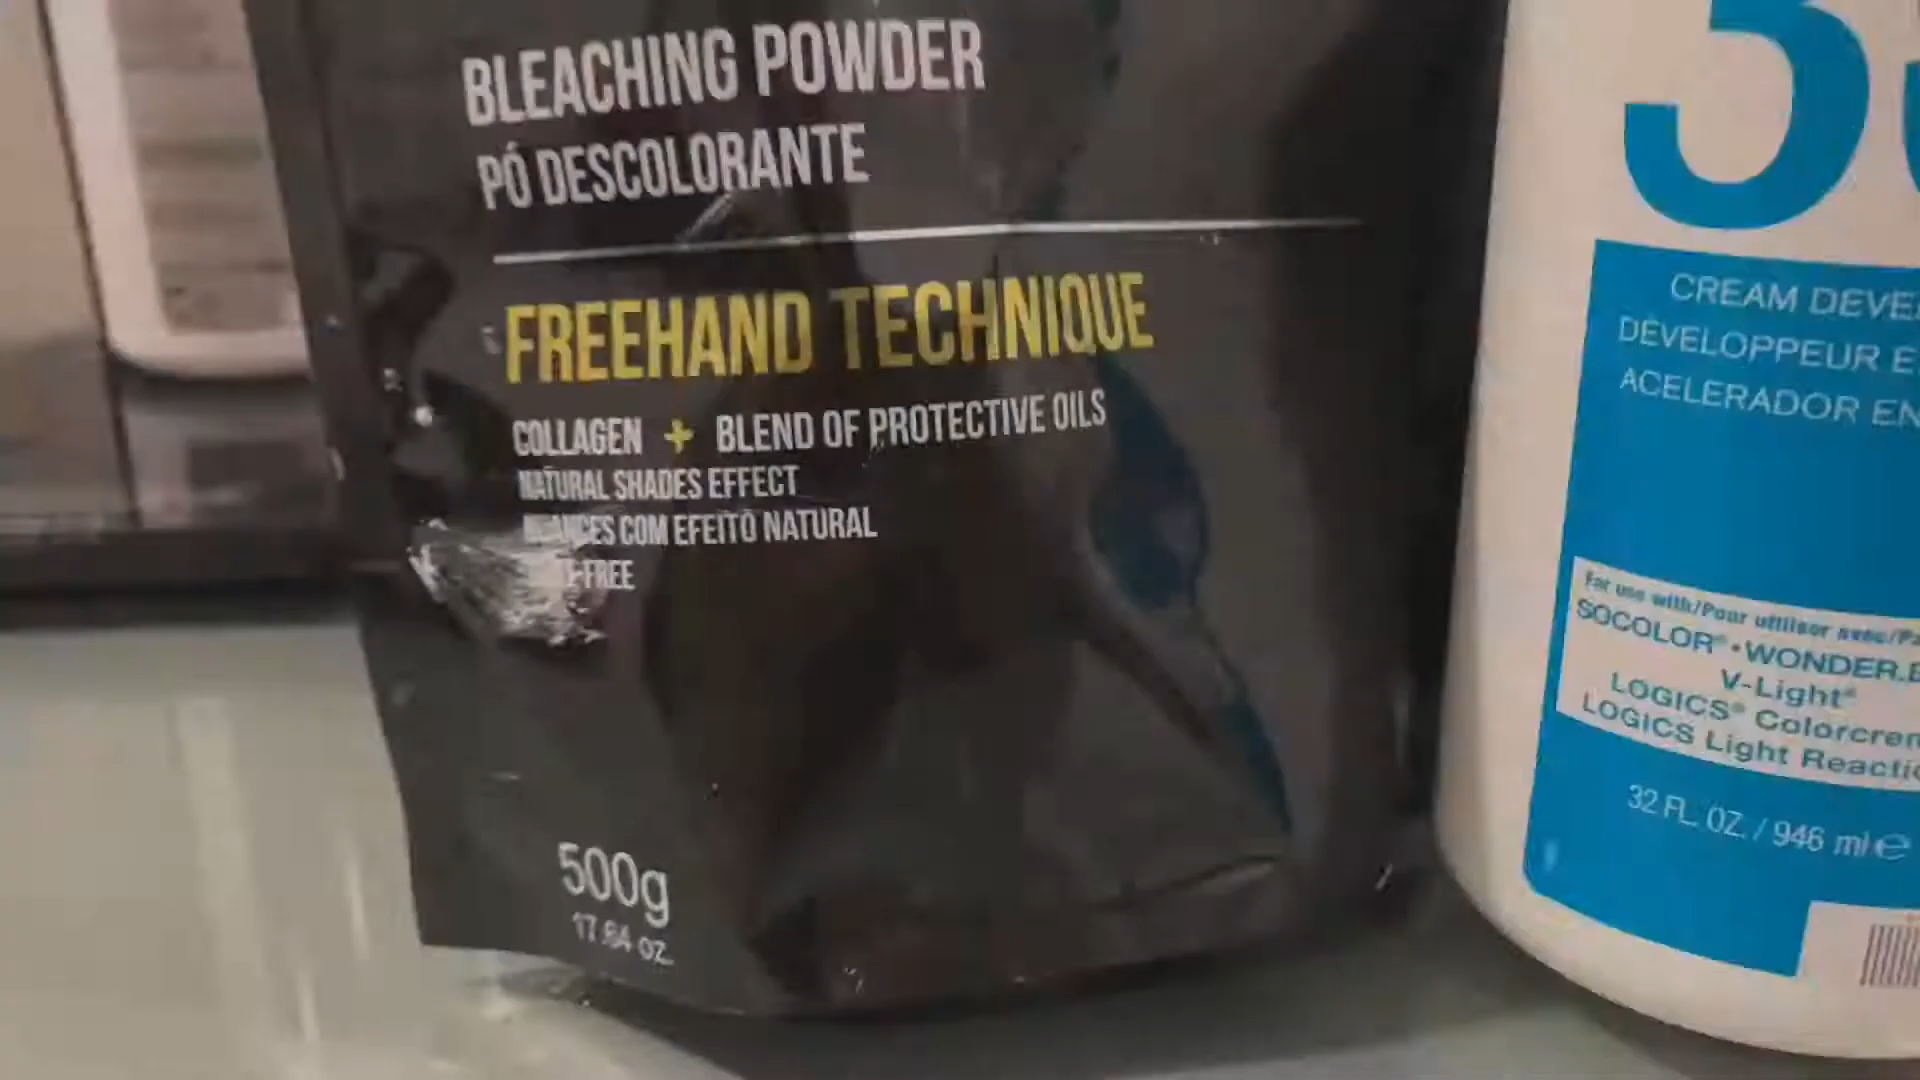 BLEACHING POWDER
PÓ DESCOLORANTE
FREEHAND TECHNIQUE
COLLAGEN + BLEND OF PROTECTIVE OILS
NATURAL SHADES EFFECT
NUANCES COM EFEITO NATURAL
FREE
500g
17.64 oz.
3
CREAM DEVE
DÉVELOPPEUR E
ACELERADOR EN
For use with/Pour utiliser avec/Pa
SOCOLOR® • WONDER.B
V-Light®
LOGICS® Colorcrem
LOGICS Light Reactio
32 FL. OZ. / 946 ml e